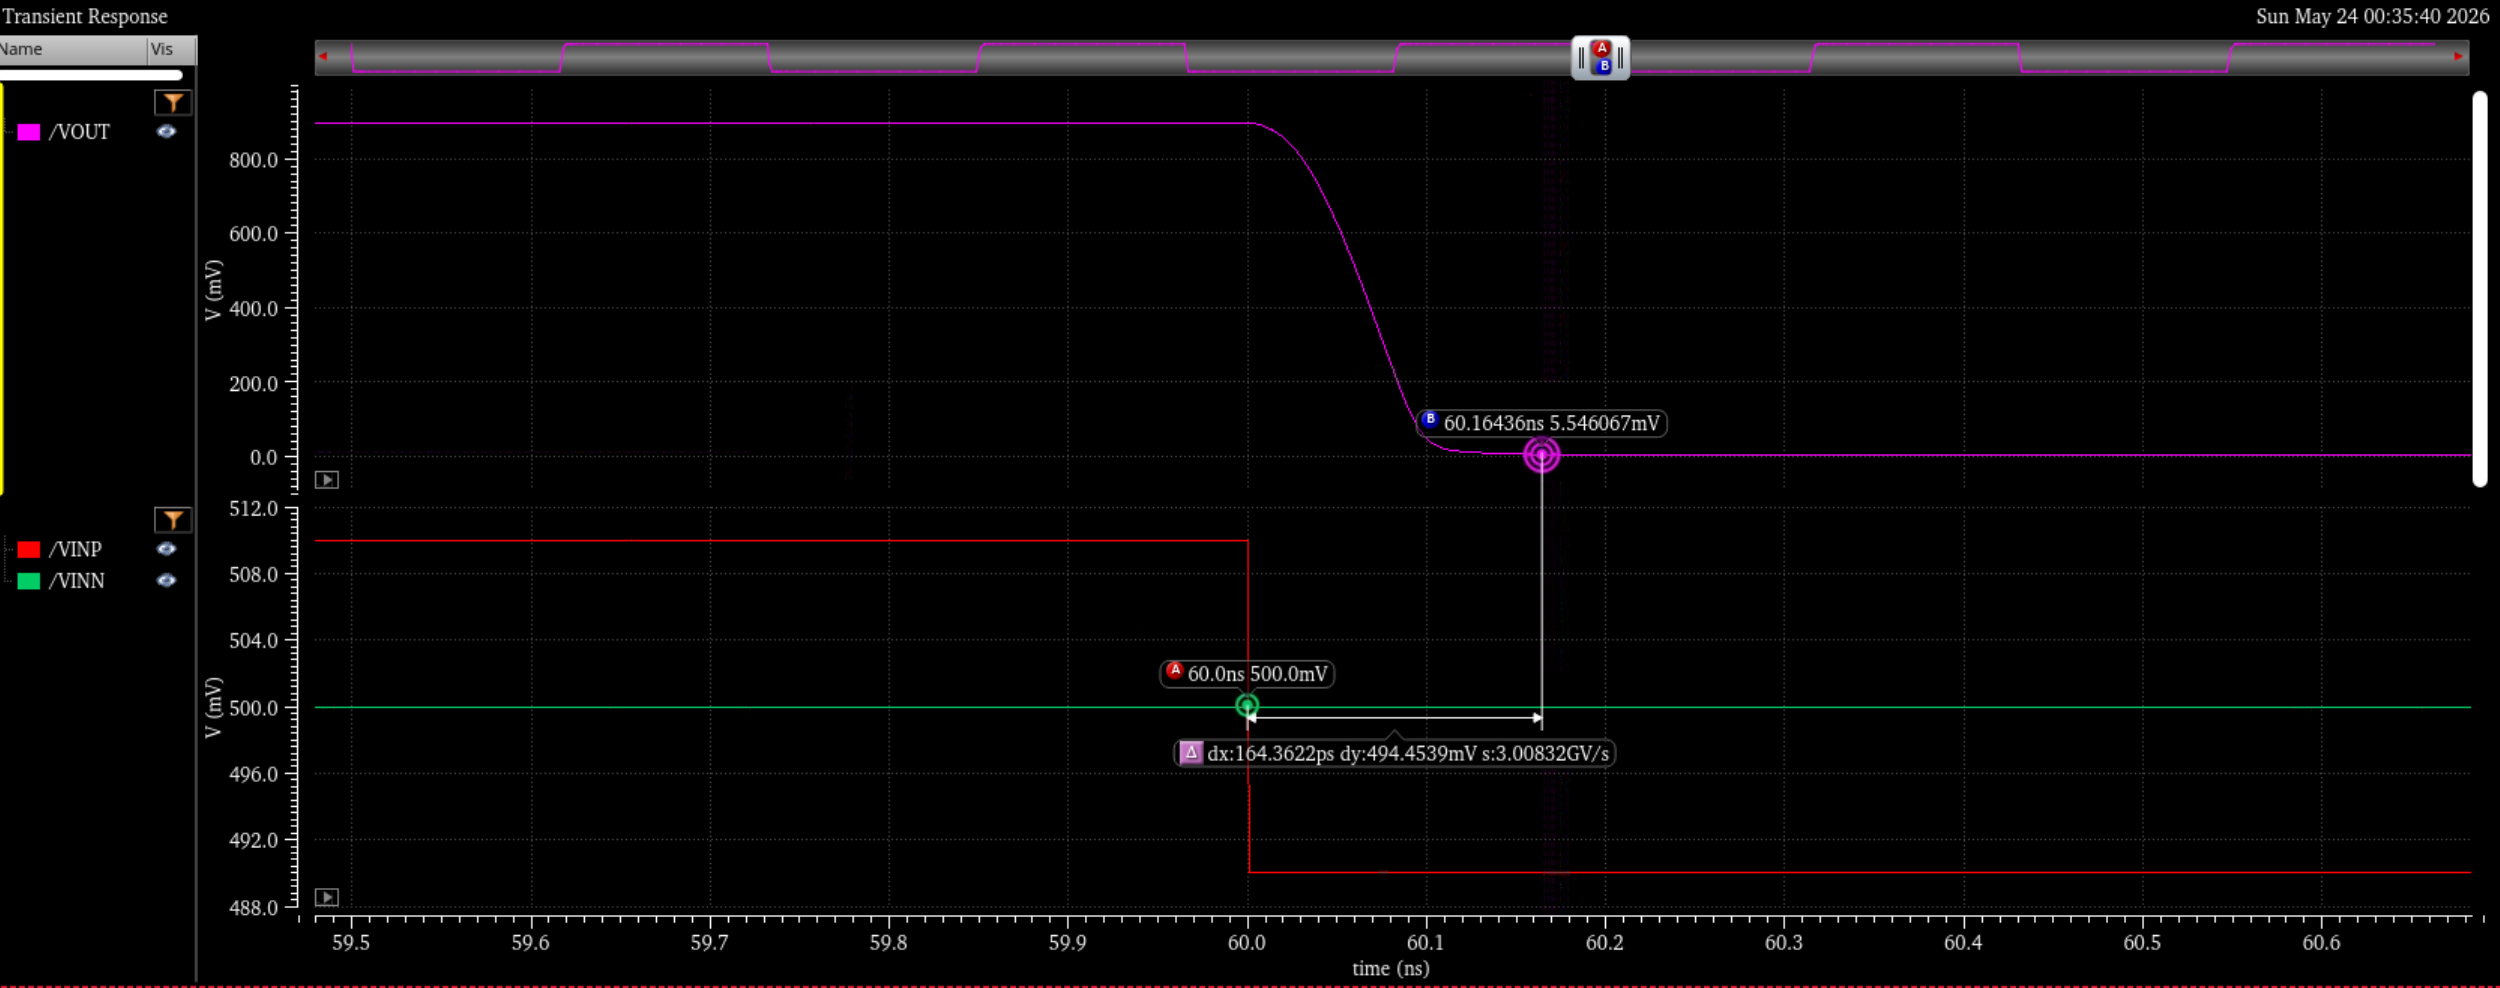 Transient Response
Sun May 24 00:35:40 2026
Name Vis
A
B
/VOUT
800.0
600.0
400.0
200.0
0.0
V (mV)
B 60.16436ns 5.546067mV
/VINP
/VINN
512.0
508.0
504.0
500.0
496.0
492.0
488.0
V (mV)
A 60.0ns 500.0mV
Δ dx:164.3622ps dy:494.4539mV s:3.00832GV/s
59.5 59.6 59.7 59.8 59.9 60.0 60.1 60.2 60.3 60.4 60.5 60.6
time (ns)